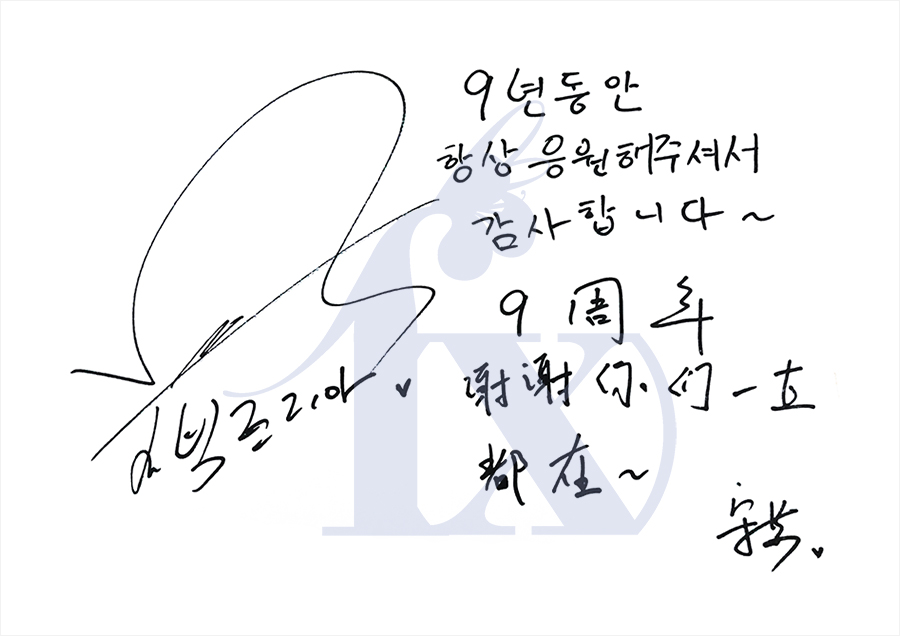 9년동안
항상 응원해주셔서
감사합니다~
9周年
谢谢你们一直
都在~
빅토리아 ♥
宋茜 ♥
f(x)